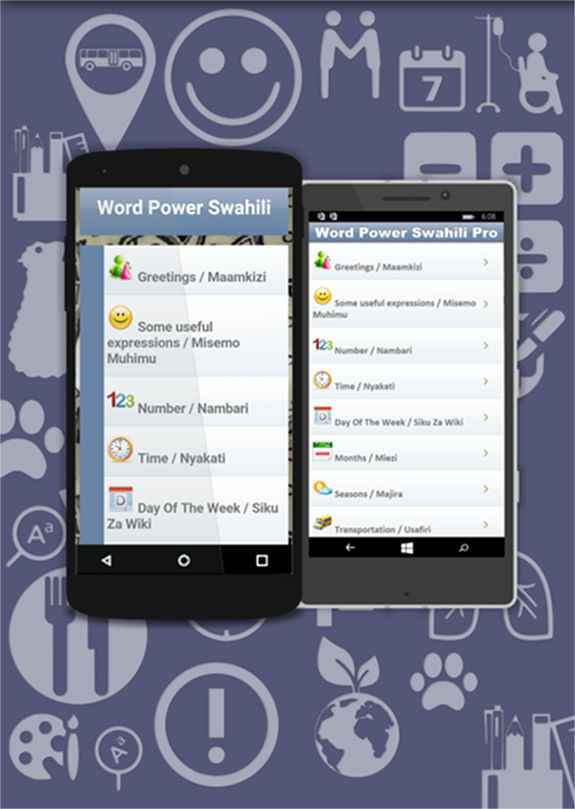 7
Word Power Swahili
Greetings / Maamkizi
Some useful
expressions / Misemo
Muhimu
123 Number / Nambari
Time / Nyakati
Day Of The Week / Siku
Za Wiki
6:08
Word Power Swahili Pro
Greetings / Maamkizi
Some useful expressions / Misemo
Muhimu
123 Number / Nambari
Time / Nyakati
Day Of The Week / Siku Za Wiki
Months / Miezi
Seasons / Majira
Transportation / Usafiri
Aa
Aa